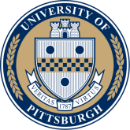 UNIVERSITY OF
PITTSBURGH
VERITAS 1787 VIRTUS